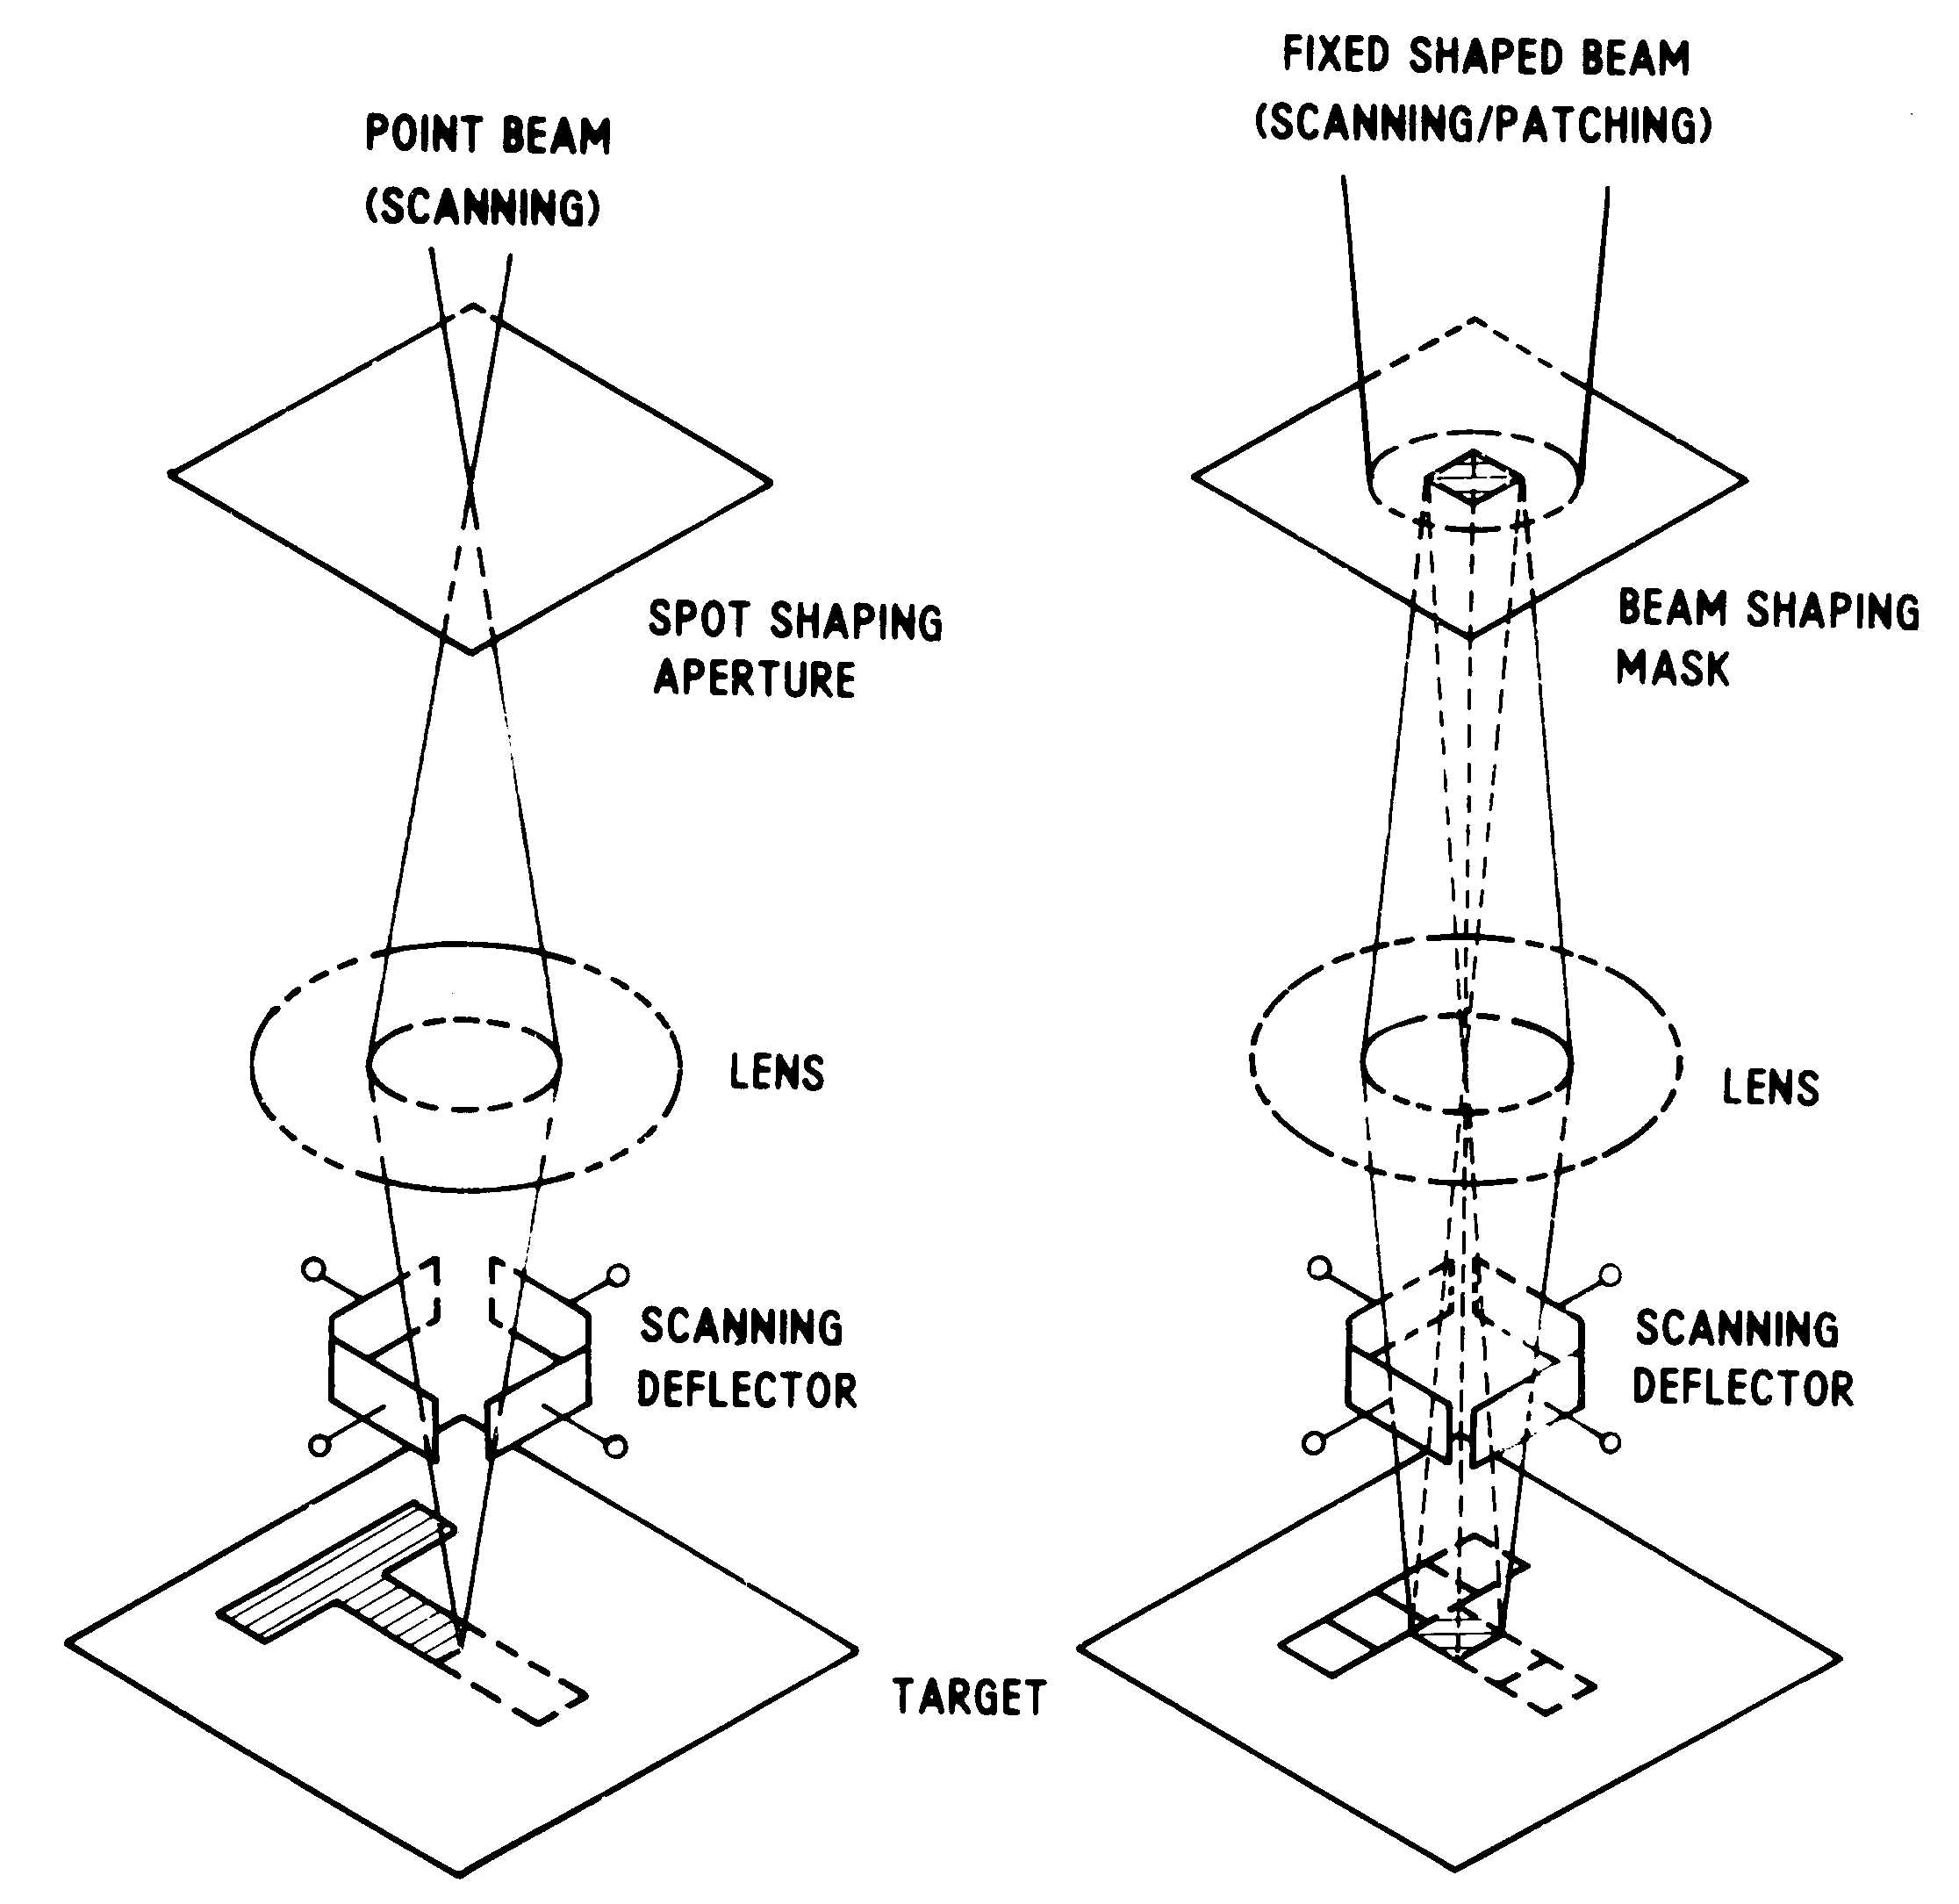 POINT BEAM
(SCANNING)
SPOT SHAPING
APERTURE
LENS
SCANNING
DEFLECTOR
TARGET
FIXED SHAPED BEAM
(SCANNING/PATCHING)
BEAM SHAPING
MASK
LENS
SCANNING
DEFLECTOR